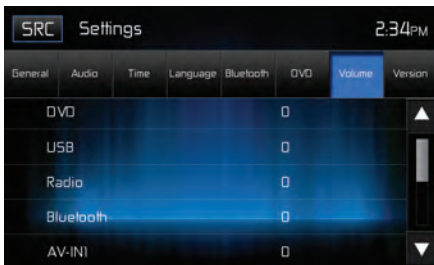 SRC Settings 2:34PM
General Audio Time Language Bluetooth DVD Volume Version
DVD 0
USB 0
Radio 0
Bluetooth 0
AV-IN1 0